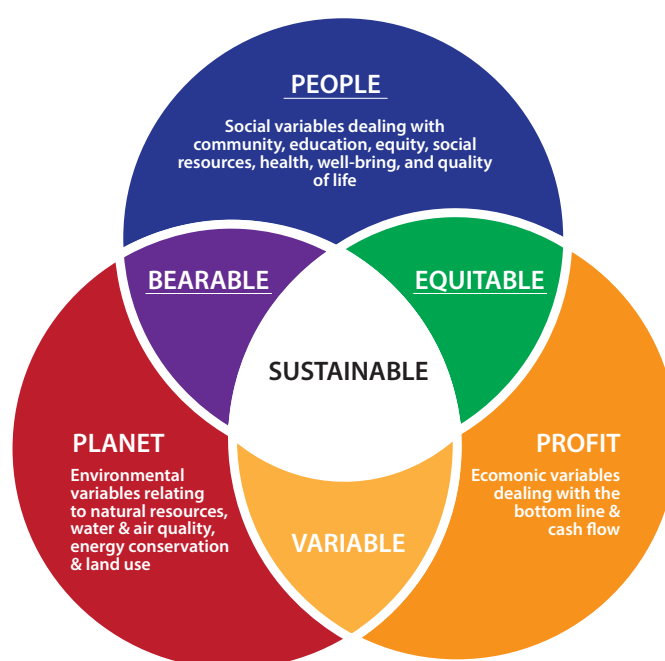 PEOPLE
Social variables dealing with
community, education, equity, social
resources, health, well-bring, and quality
of life
BEARABLE
EQUITABLE
SUSTAINABLE
PLANET
Environmental
variables relating
to natural resources,
water & air quality,
energy conservation
& land use
PROFIT
Ecomonic variables
dealing with the
bottom line &
cash flow
VARIABLE